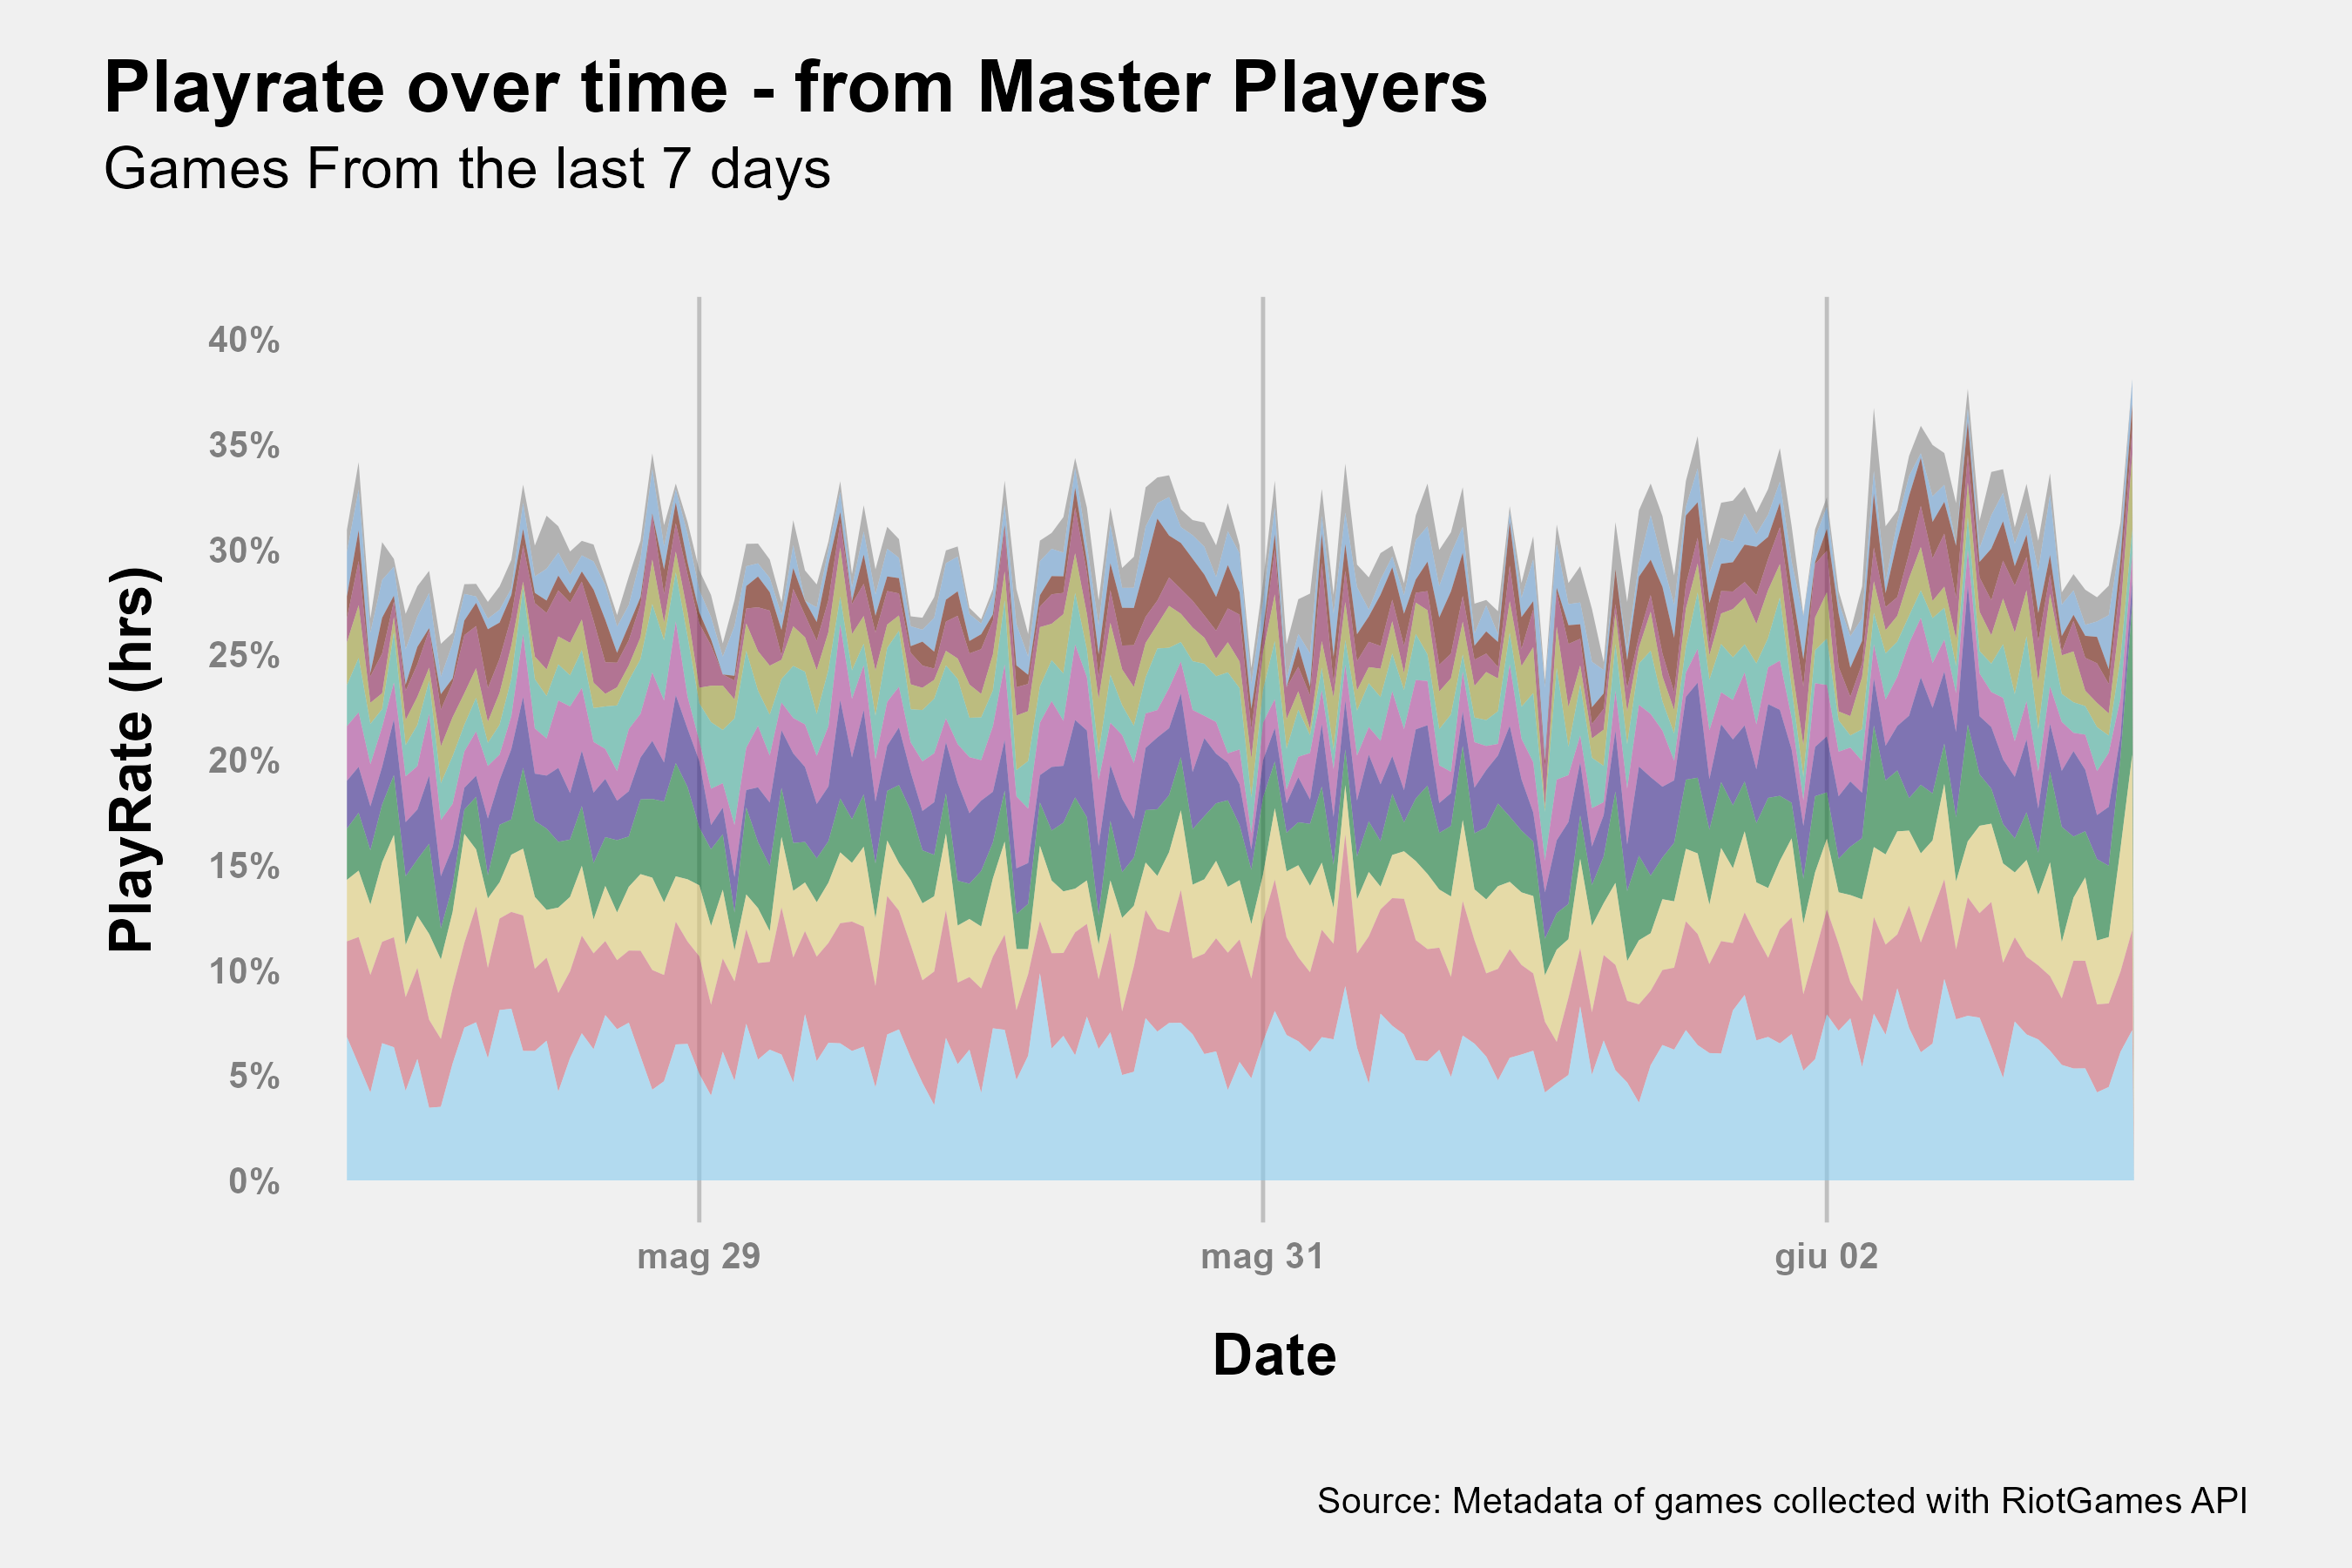 Playrate over time - from Master Players
Games From the last 7 days
40%
35%
30%
25%
20%
15%
10%
5%
0%
PlayRate (hrs)
mag 29
mag 31
giu 02
Date
Source: Metadata of games collected with RiotGames API